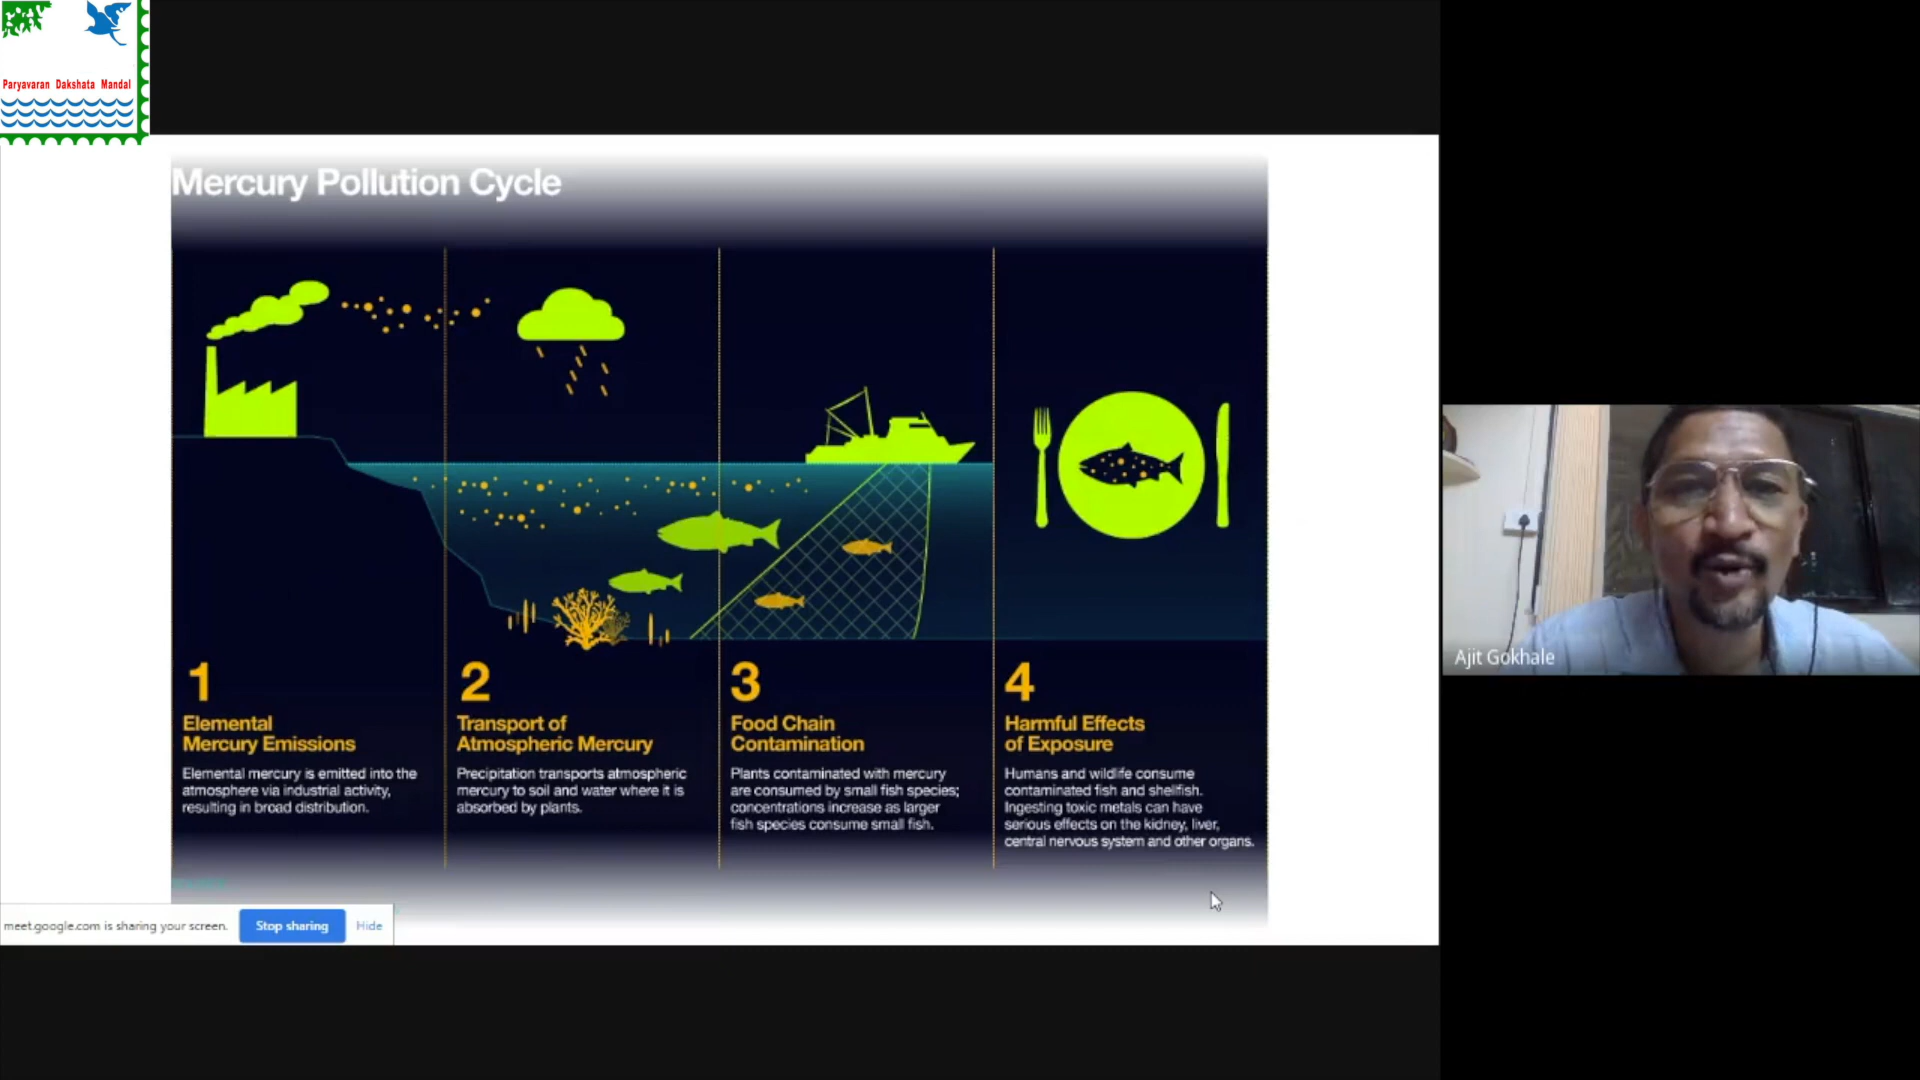 Paryavaran Dakshata Mandal
Mercury Pollution Cycle
1
Elemental
Mercury Emissions
Elemental mercury is emitted into the
atmosphere via industrial activity,
resulting in broad distribution.
2
Transport of
Atmospheric Mercury
Precipitation transports atmospheric
mercury to soil and water where it is
absorbed by plants.
3
Food Chain
Contamination
Plants contaminated with mercury
are consumed by small fish species;
concentrations increase as larger
fish species consume small fish.
4
Harmful Effects
of Exposure
Humans and wildlife consume
contaminated fish and shellfish.
Ingesting toxic metals can have
serious effects on the kidney, liver,
central nervous system and other organs.
meet.google.com is sharing your screen.
Stop sharing
Hide
Ajit Gokhale